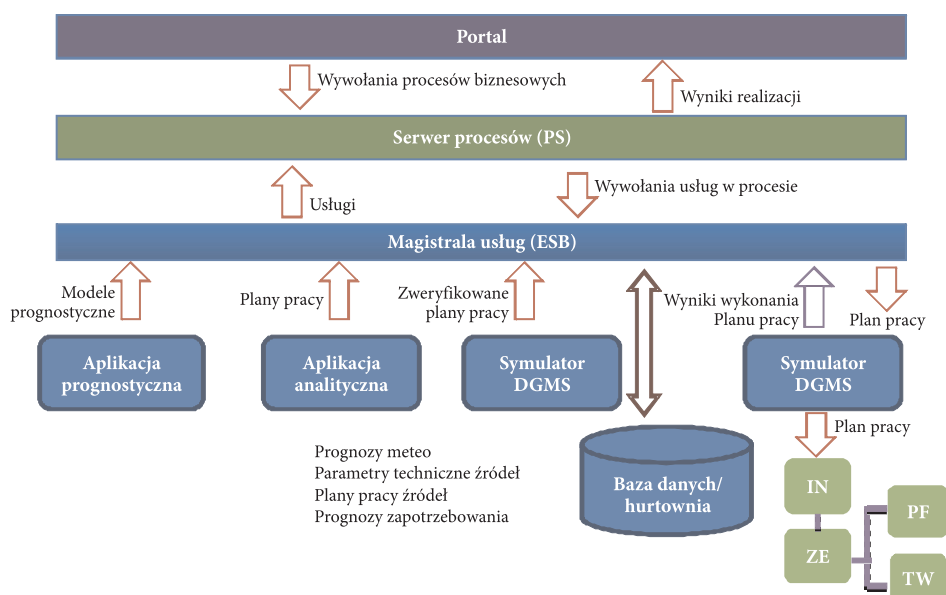 Portal
Wywołania procesów biznesowych
Wyniki realizacji
Serwer procesów (PS)
Usługi
Wywołania usług w procesie
Magistrala usług (ESB)
Modele
prognostyczne
Plany pracy
Zweryfikowane
plany pracy
Wyniki wykonania
Planu pracy
Plan pracy
Aplikacja
prognostyczna
Aplikacja
analityczna
Symulator
DGMS
Symulator
DGMS
Plan pracy
Prognozy meteo
Parametry techniczne źródeł
Plany pracy źródeł
Prognozy zapotrzebowania
Baza danych/
hurtownia
IN
PF
ZE
TW